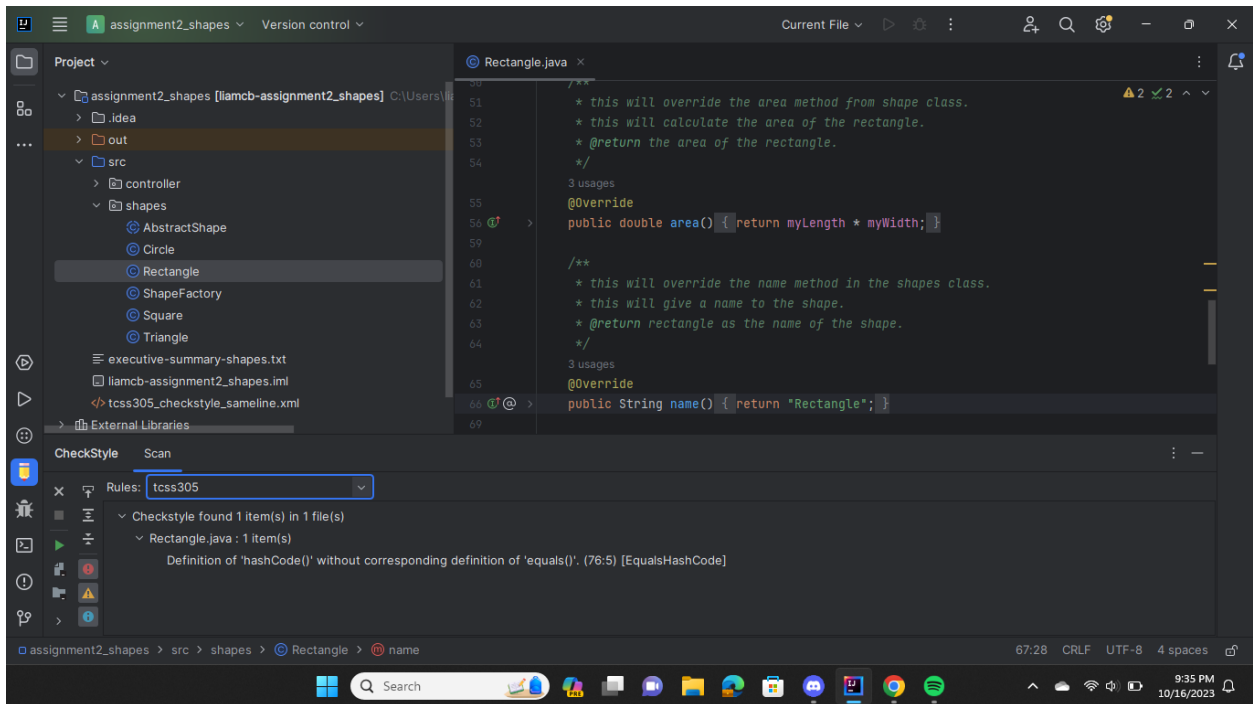 A assignment2_shapes Version control Current File
Project
Rectangle.java
assignment2_shapes [liamcb-assignment2_shapes] C:\Users\
.idea
out
src
controller
shapes
AbstractShape
Circle
Rectangle
ShapeFactory
Square
Triangle
executive-summary-shapes.txt
liamcb-assignment2_shapes.iml
tcss305_checkstyle_sameline.xml
External Libraries
50 /**
51 * this will override the area method from shape class.
52 * this will calculate the area of the rectangle.
53 * @return the area of the rectangle.
54 */
3 usages
55 @Override
56 public double area() { return myLength * myWidth; }
59
60 /**
61 * this will override the name method in the shapes class.
62 * this will give a name to the shape.
63 * @return rectangle as the name of the shape.
64 */
3 usages
65 @Override
66 public String name() { return "Rectangle"; }
69
2 2
CheckStyle Scan
Rules: tcss305
Checkstyle found 1 item(s) in 1 file(s)
Rectangle.java : 1 item(s)
Definition of 'hashCode()' without corresponding definition of 'equals()'. (76:5) [EqualsHashCode]
assignment2_shapes > src > shapes > Rectangle > name 67:28 CRLF UTF-8 4 spaces
Search
9:35 PM
10/16/2023